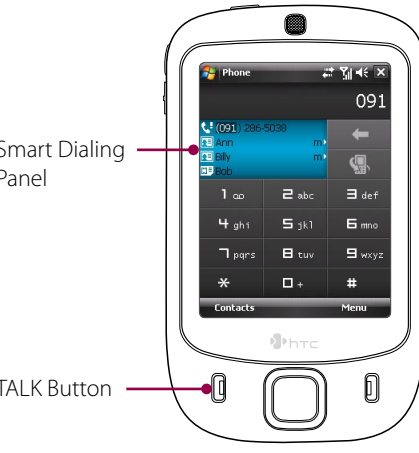 Phone
091
(091) 286-5038
Ann m
Billy m
Bob
Smart Dialing
Panel
1 2 abc 3 def
4 ghi 5 jkl 6 mno
7 pqrs 8 tuv 9 wxyz
* 0 + #
Contacts Menu
htc
TALK Button